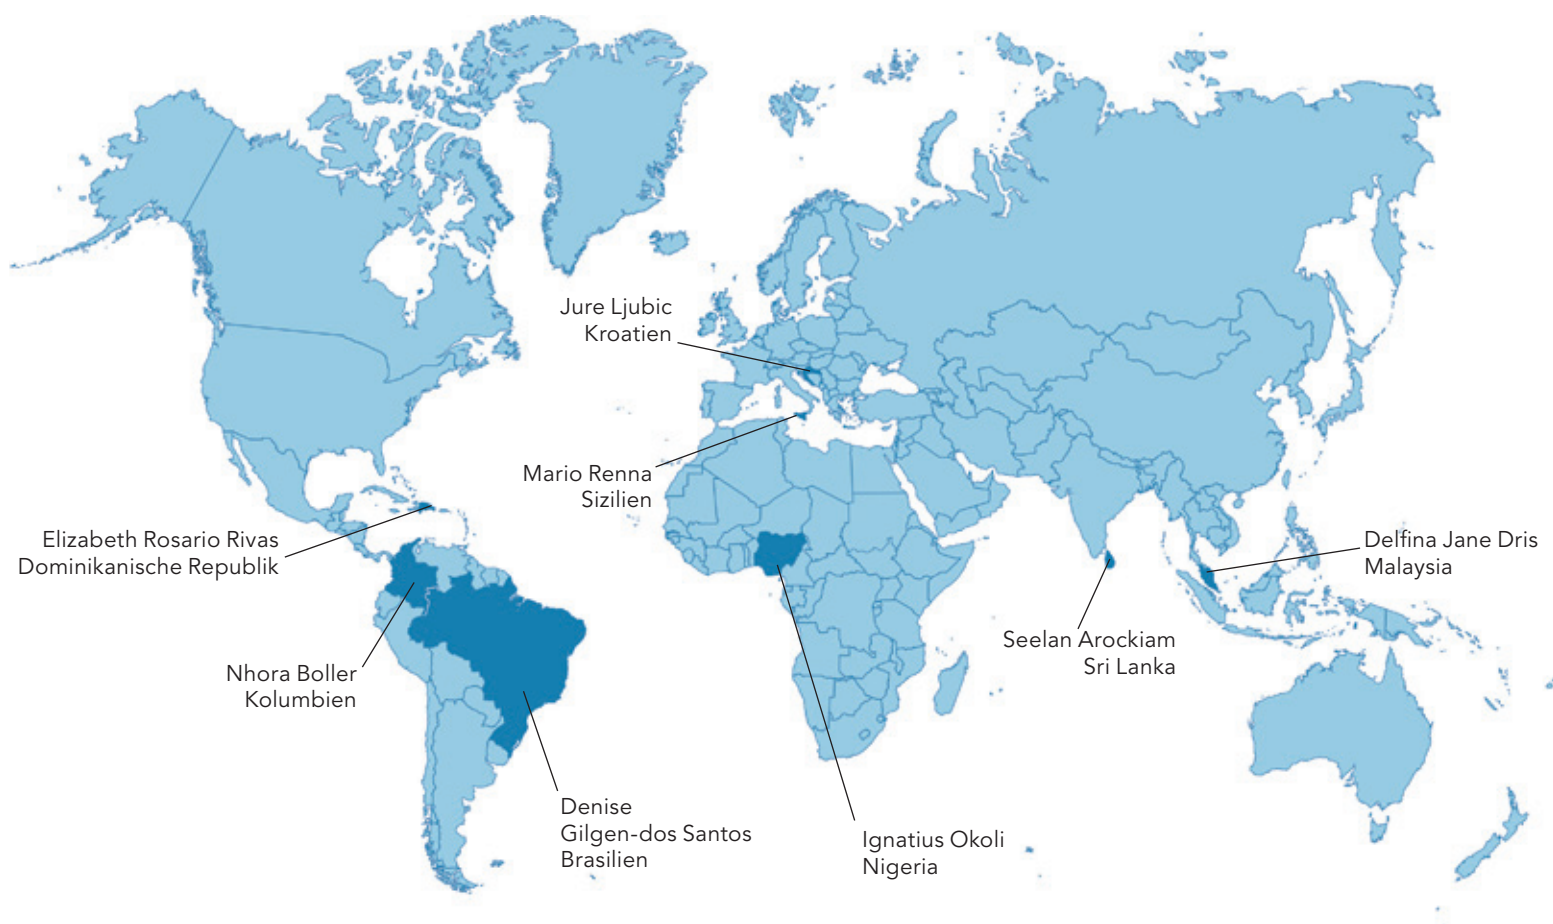 Jure Ljubic
Kroatien
Mario Renna
Sizilien
Elizabeth Rosario Rivas
Dominikanische Republik
Delfina Jane Dris
Malaysia
Seelan Arockiam
Sri Lanka
Nhora Boller
Kolumbien
Denise
Gilgen-dos Santos
Brasilien
Ignatius Okoli
Nigeria